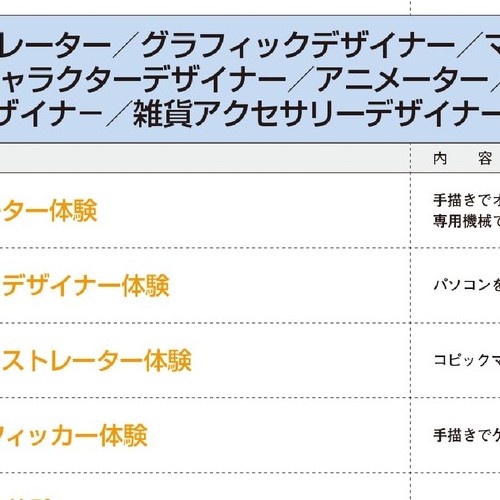 レーター／グラフィックデザイナー／マ
ャラクターデザイナー／アニメーター／
ザイナー／雑貨アクセサリーデザイナー
内 容
ター体験
手描きでオ
専用機械で
デザイナー体験
パソコンを
ストレーター体験
コピックマ
フィッカー体験
手描きでゲ